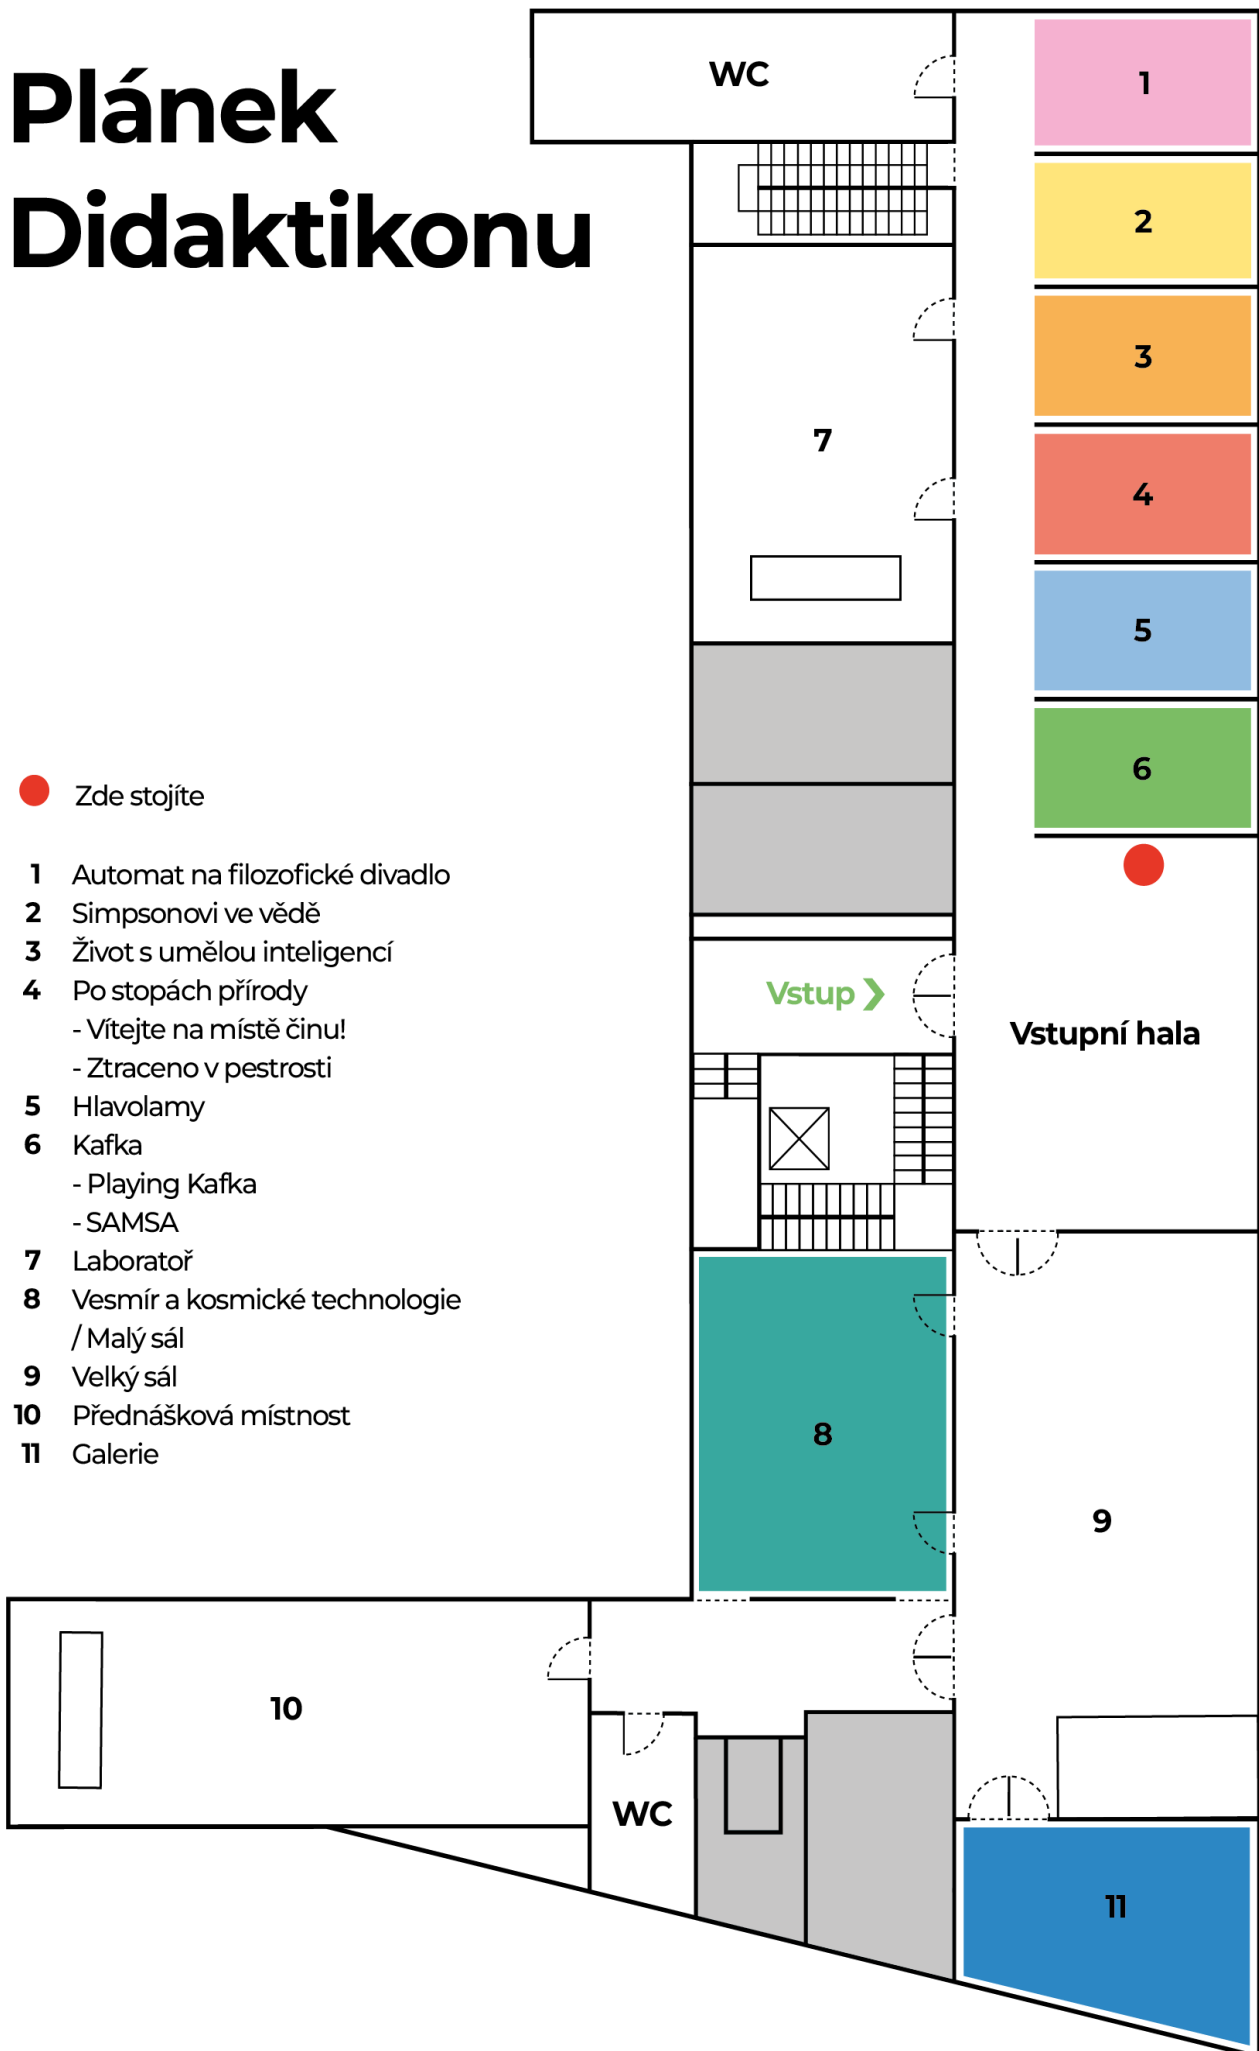 Plánek
Didaktikonu
WC
1
2
3
4
5
6
7
Vstup
Vstupní hala
8
9
10
WC
11
Zde stojíte
1 Automat na filozofické divadlo
2 Simpsonovi ve vědě
3 Život s umělou inteligencí
4 Po stopách přírody
- Vítejte na místě činu!
- Ztraceno v pestrosti
5 Hlavolamy
6 Kafka
- Playing Kafka
- SAMSA
7 Laboratoř
8 Vesmír a kosmické technologie
/ Malý sál
9 Velký sál
10 Přednášková místnost
11 Galerie